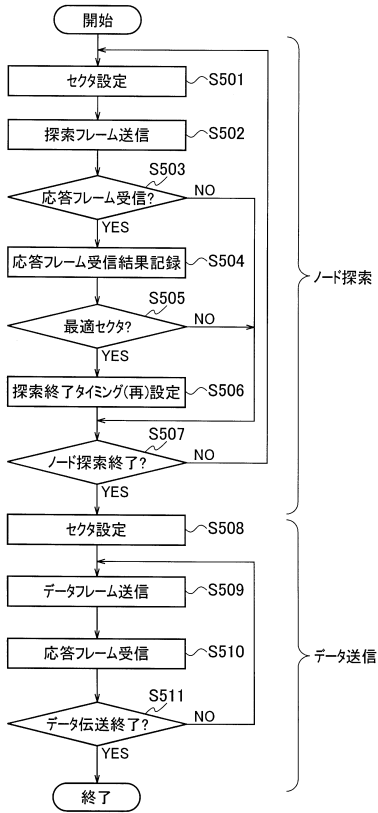 開始
セクタ設定 S501
探索フレーム送信 S502
S503
応答フレーム受信? NO
YES
応答フレーム受信結果記録 S504
S505
最適セクタ? NO
YES
探索終了タイミング(再)設定 S506
S507
ノード探索終了? NO
YES
ノード探索
セクタ設定 S508
データフレーム送信 S509
応答フレーム受信 S510
S511
データ伝送終了? NO
YES
データ送信
終了